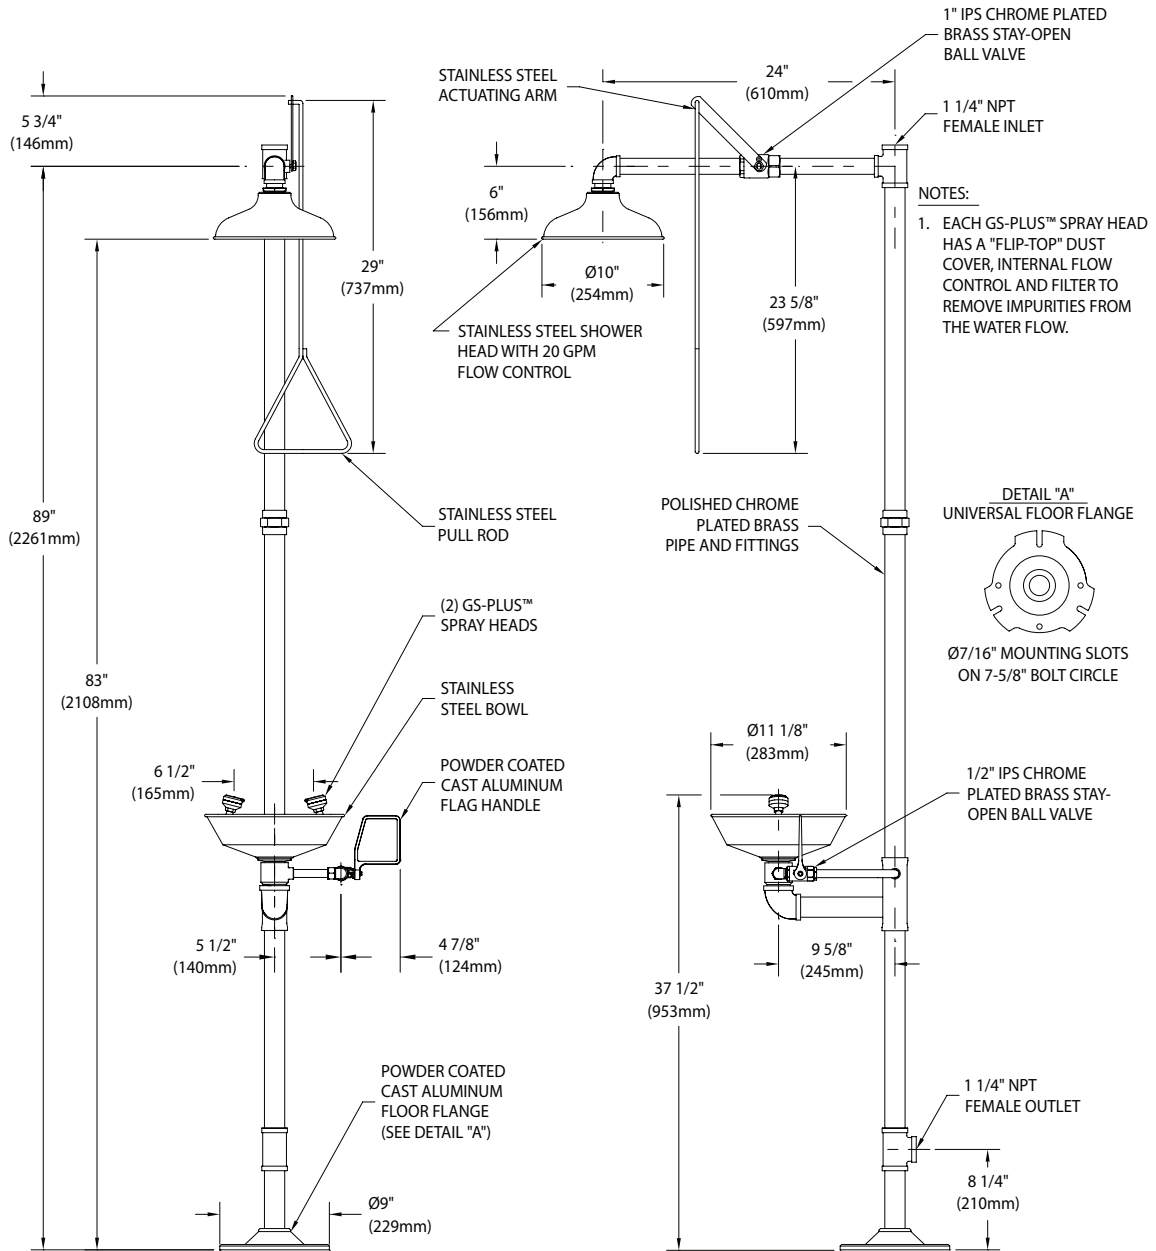 1" IPS CHROME PLATED
BRASS STAY-OPEN
BALL VALVE
24"
(610mm)
STAINLESS STEEL
ACTUATING ARM
5 3/4"
(146mm)
1 1/4" NPT
FEMALE INLET
6"
(156mm)
NOTES:
1. EACH GS-PLUS™ SPRAY HEAD
HAS A "FLIP-TOP" DUST
COVER, INTERNAL FLOW
CONTROL AND FILTER TO
REMOVE IMPURITIES FROM
THE WATER FLOW.
29"
(737mm)
Ø10"
(254mm)
23 5/8"
(597mm)
STAINLESS STEEL SHOWER
HEAD WITH 20 GPM
FLOW CONTROL
89"
(2261mm)
STAINLESS STEEL
PULL ROD
POLISHED CHROME
PLATED BRASS
PIPE AND FITTINGS
DETAIL "A"
UNIVERSAL FLOOR FLANGE
Ø7/16" MOUNTING SLOTS
ON 7-5/8" BOLT CIRCLE
(2) GS-PLUS™
SPRAY HEADS
83"
(2108mm)
STAINLESS
STEEL BOWL
Ø11 1/8"
(283mm)
6 1/2"
(165mm)
POWDER COATED
CAST ALUMINUM
FLAG HANDLE
1/2" IPS CHROME
PLATED BRASS STAY-
OPEN BALL VALVE
5 1/2"
(140mm)
4 7/8"
(124mm)
9 5/8"
(245mm)
37 1/2"
(953mm)
POWDER COATED
CAST ALUMINUM
FLOOR FLANGE
(SEE DETAIL "A")
1 1/4" NPT
FEMALE OUTLET
8 1/4"
(210mm)
Ø9"
(229mm)